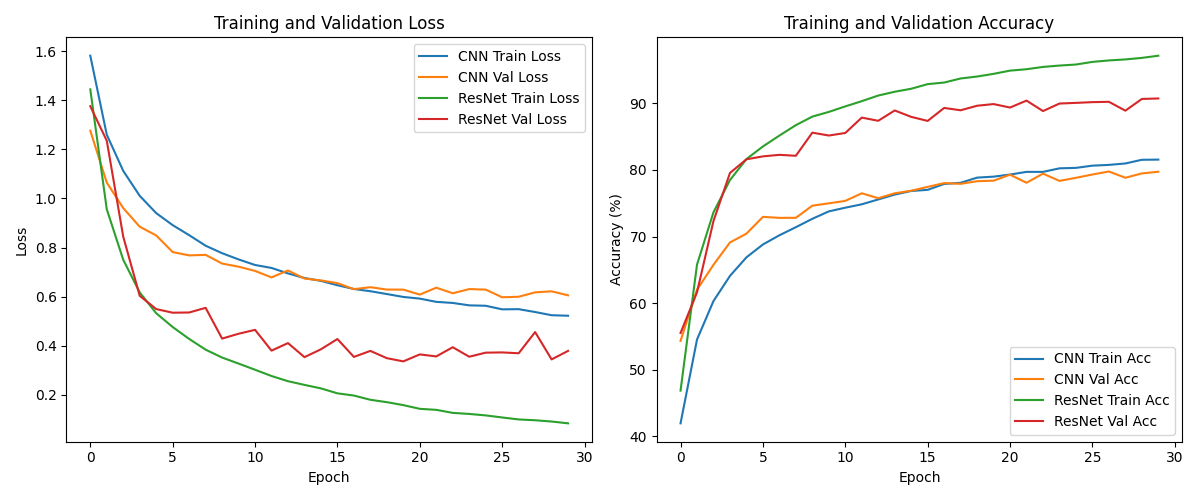 Training and Validation Loss
1.6
1.4
1.2
1.0
0.8
0.6
0.4
0.2
Loss
CNN Train Loss
CNN Val Loss
ResNet Train Loss
ResNet Val Loss
0 5 10 15 20 25 30
Epoch
Training and Validation Accuracy
90
80
70
60
50
40
Accuracy (%)
CNN Train Acc
CNN Val Acc
ResNet Train Acc
ResNet Val Acc
0 5 10 15 20 25 30
Epoch